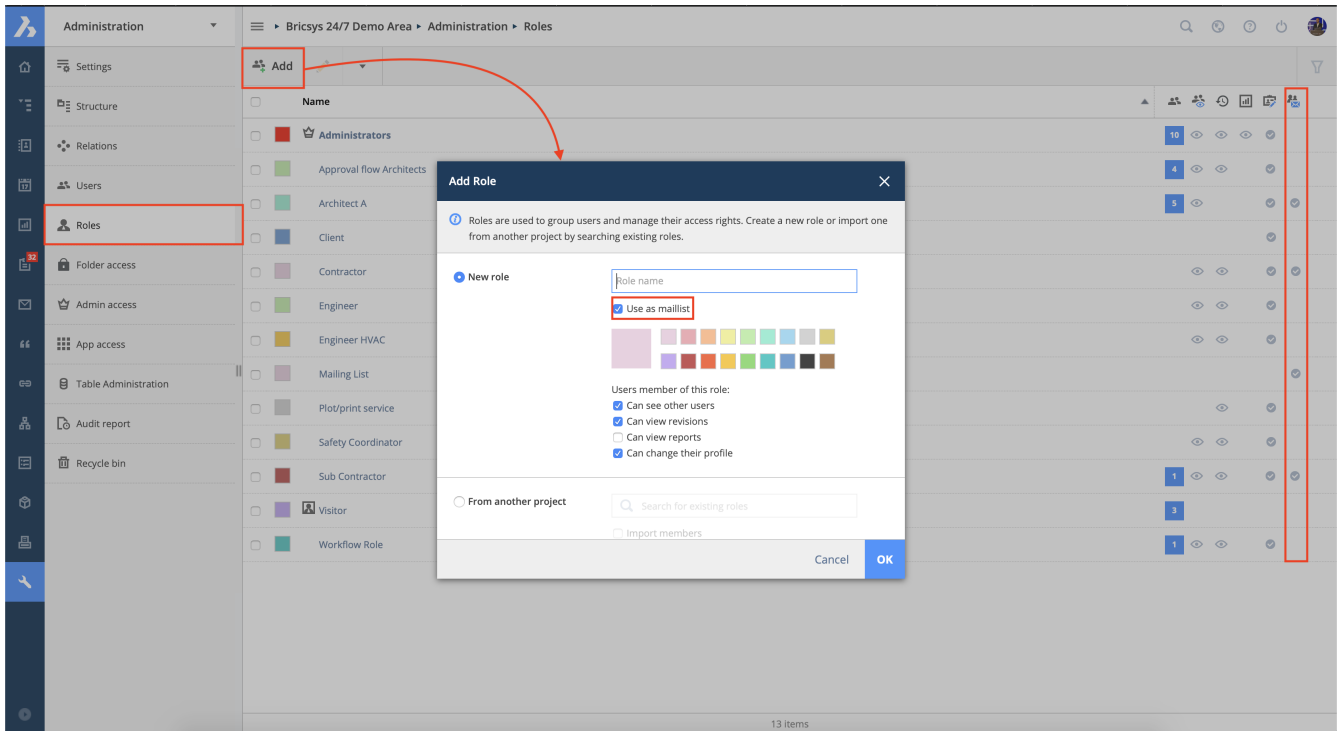 Administration
Bricsys 24/7 Demo Area ▸ Administration ▸ Roles
Settings
Structure
Relations
17
Users
Roles
32
Folder access
Admin access
App access
Table Administration
Audit report
Recycle bin
Add
Name
Administrators
10
Approval flow Architects
4
Architect A
5
Client
Contractor
Engineer
Engineer HVAC
Mailing List
Plot/print service
Safety Coordinator
Sub Contractor
1
Visitor
3
Workflow Role
1
Add Role
Roles are used to group users and manage their access rights. Create a new role or import one
from another project by searching existing roles.
New role
Role name
Use as maillist
Users member of this role:
Can see other users
Can view revisions
Can view reports
Can change their profile
From another project
Search for existing roles
Import members
Cancel
OK
13 items